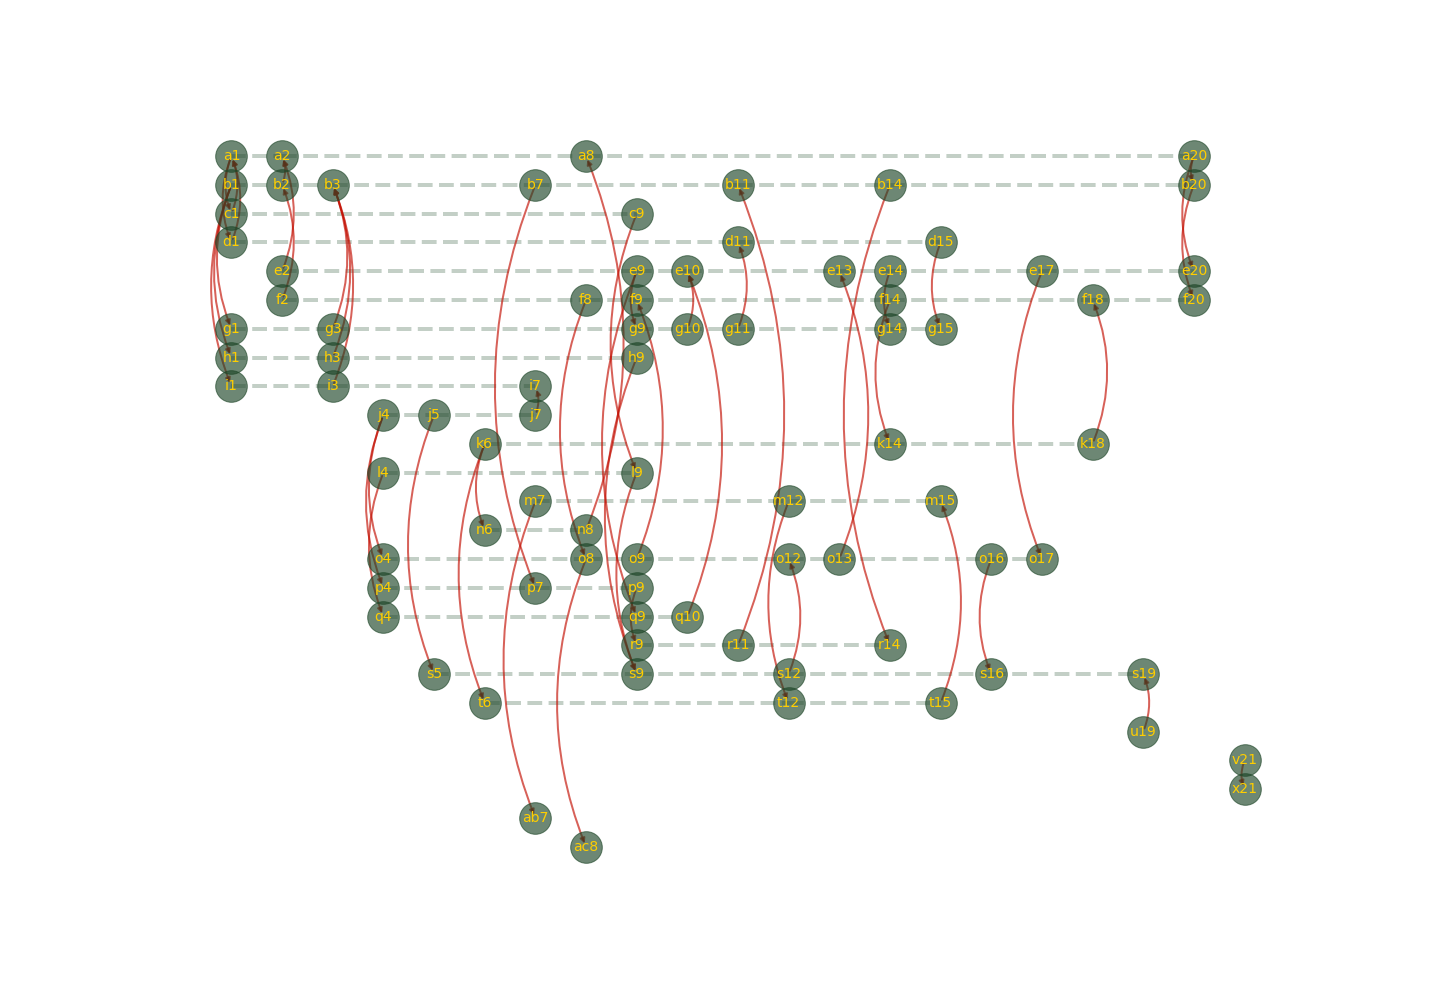 a1 a2 a8 a20
b1 b2 b3 b7 b11 b14 b20
c1 c9
d1 d11 d15
e2 e9 e10 e13 e14 e17 e20
f2 f8 f9 f14 f18 f20
g1 g3 g9 g10 g11 g14 g15
h1 h3 h9
i1 i3 i7
j4 j5 j7
k6 k14 k18
l4 l9
m7 m12 m15
n6 n8
o4 o8 o9 o12 o13 o16 o17
p4 p7 p9
q4 q9 q10
r9 r11 r14
s5 s9 s12 s16 s19
t6 t12 t15
u19
v21
x21
ab7
ac8